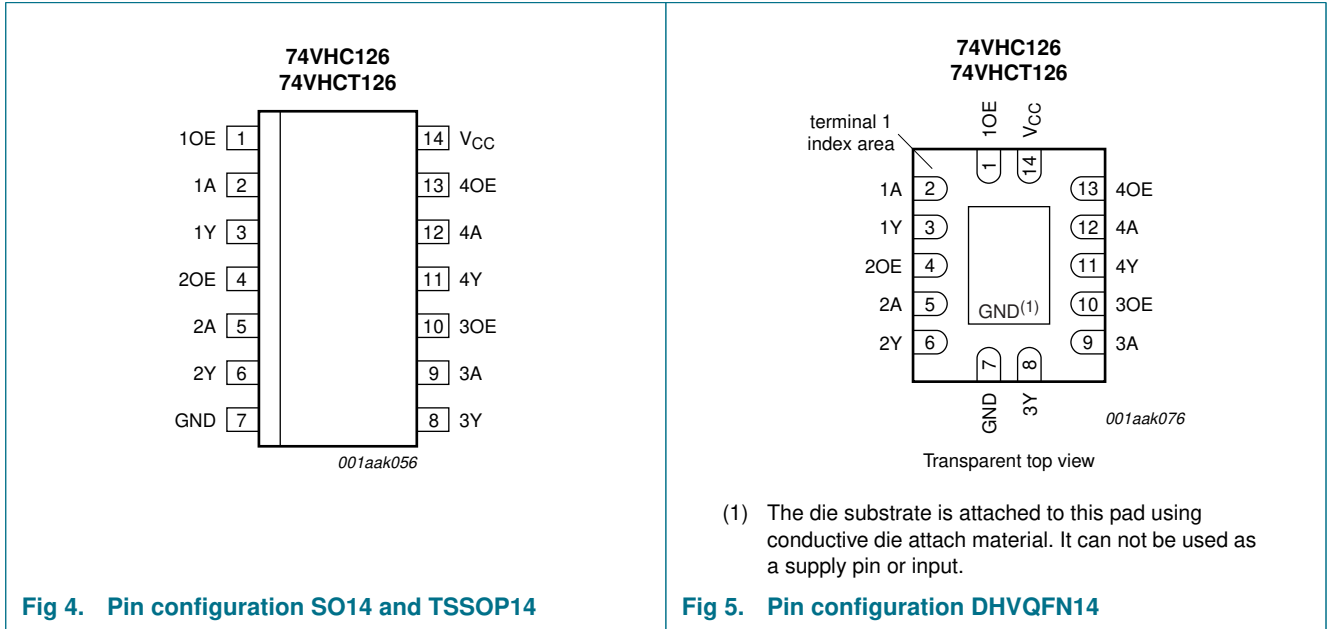 74VHC126
74VHCT126
1OE 1
1A 2
1Y 3
2OE 4
2A 5
2Y 6
GND 7
14 VCC
13 4OE
12 4A
11 4Y
10 3OE
9 3A
8 3Y
001aak056
Fig 4. Pin configuration SO14 and TSSOP14
74VHC126
74VHCT126
terminal 1
index area
1OE
VCC
1
14
1A 2
1Y 3
2OE 4
2A 5
2Y 6
13 4OE
12 4A
11 4Y
10 3OE
9 3A
GND(1)
7
8
GND
3Y
001aak076
Transparent top view
(1) The die substrate is attached to this pad using
conductive die attach material. It can not be used as
a supply pin or input.
Fig 5. Pin configuration DHVQFN14